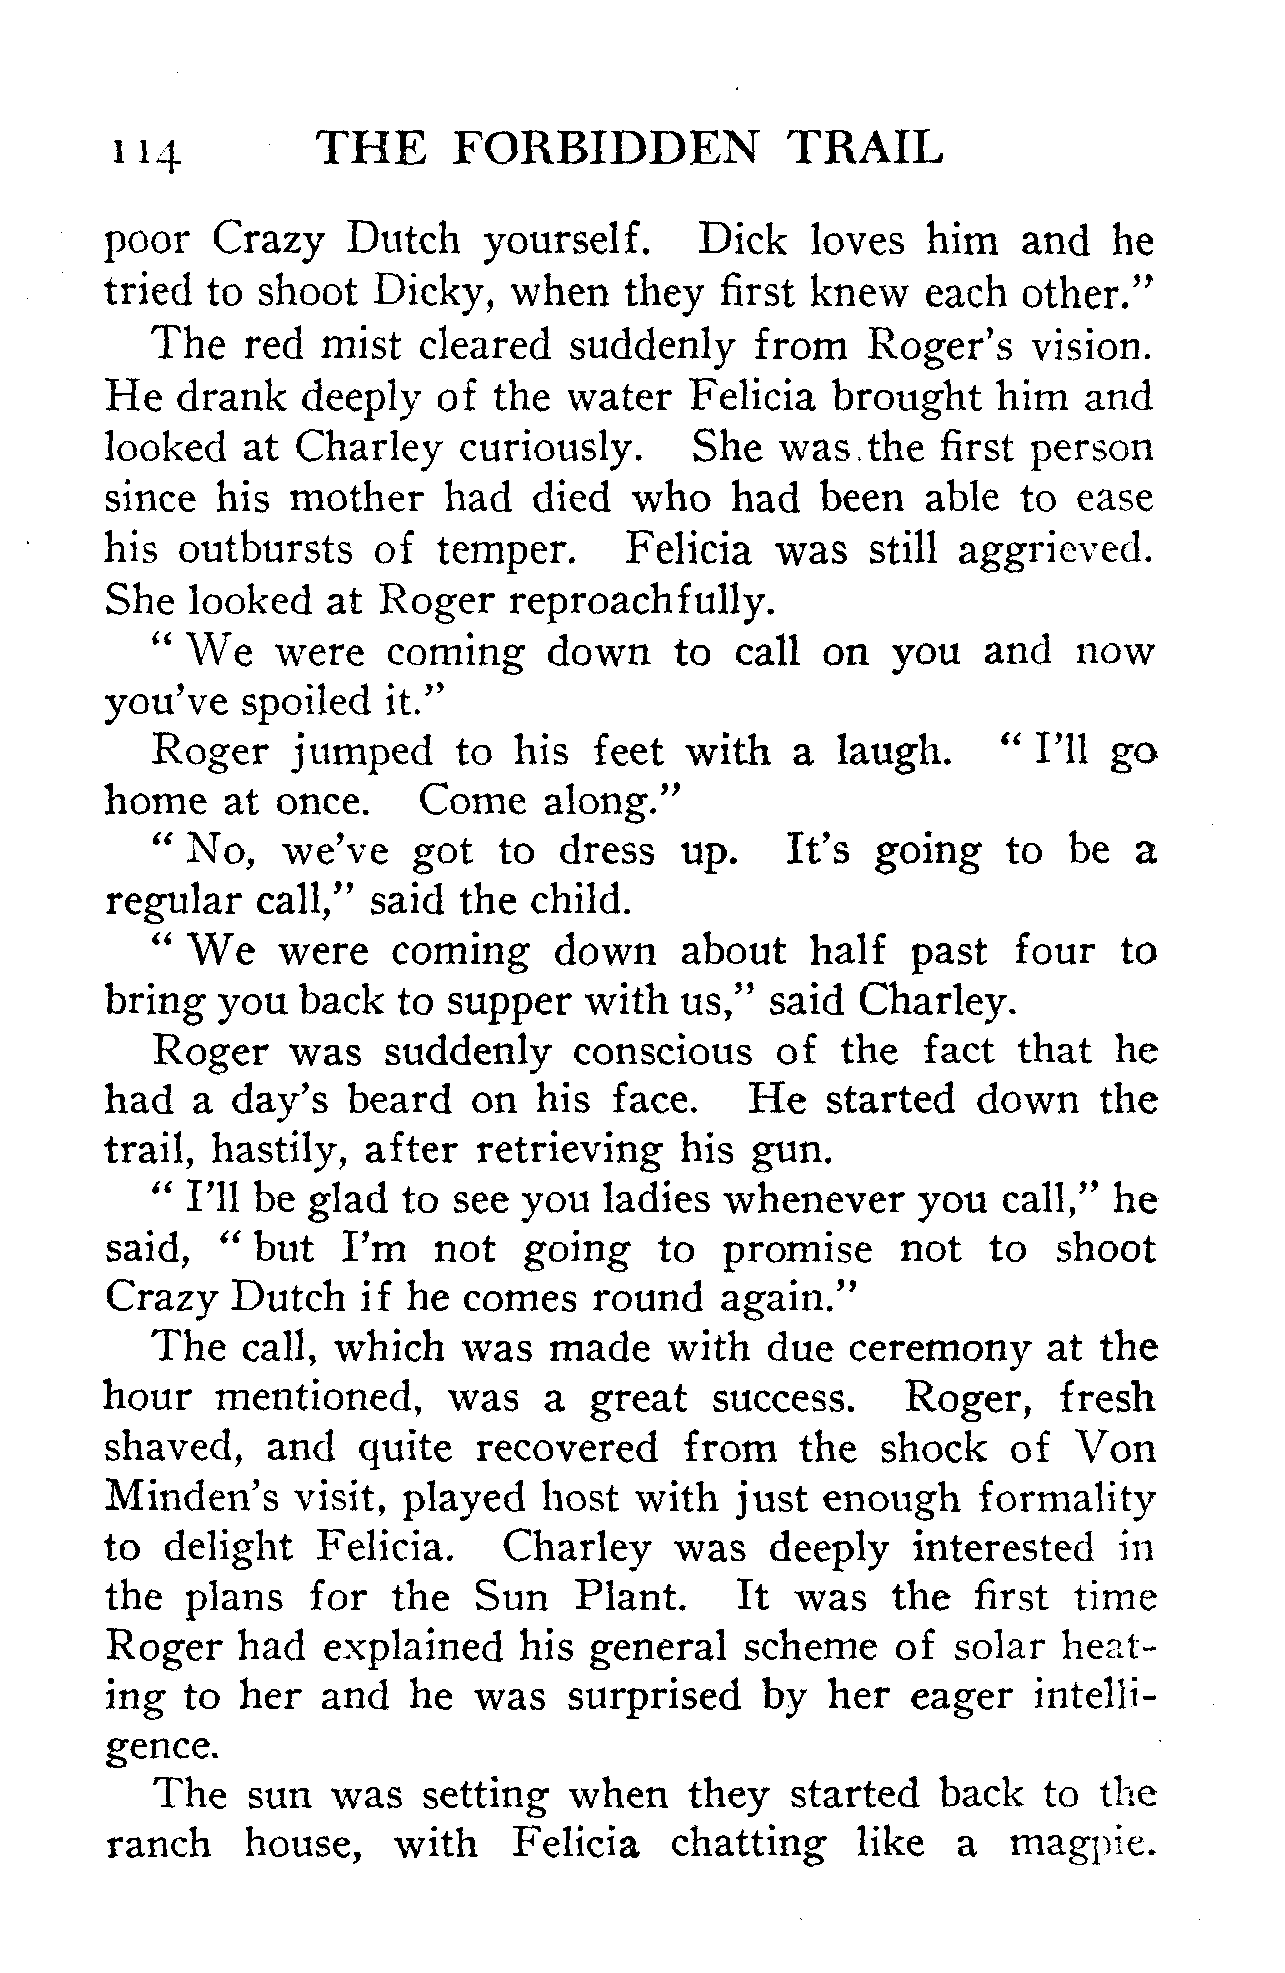 114 THE FORBIDDEN TRAIL
poor Crazy Dutch yourself. Dick loves him and he
tried to shoot Dicky, when they first knew each other."
The red mist cleared suddenly from Roger's vision.
He drank deeply of the water Felicia brought him and
looked at Charley curiously. She was the first person
since his mother had died who had been able to ease
his outbursts of temper. Felicia was still aggrieved.
She looked at Roger reproachfully.
" We were coming down to call on you and now
you've spoiled it."
Roger jumped to his feet with a laugh. " I'll go
home at once. Come along."
" No, we've got to dress up. It's going to be a
regular call," said the child.
" We were coming down about half past four to
bring you back to supper with us," said Charley.
Roger was suddenly conscious of the fact that he
had a day's beard on his face. He started down the
trail, hastily, after retrieving his gun.
" I'll be glad to see you ladies whenever you call," he
said, " but I'm not going to promise not to shoot
Crazy Dutch if he comes round again."
The call, which was made with due ceremony at the
hour mentioned, was a great success. Roger, fresh
shaved, and quite recovered from the shock of Von
Minden's visit, played host with just enough formality
to delight Felicia. Charley was deeply interested in
the plans for the Sun Plant. It was the first time
Roger had explained his general scheme of solar heat-
ing to her and he was surprised by her eager intelli-
gence.
The sun was setting when they started back to the
ranch house, with Felicia chatting like a magpie.